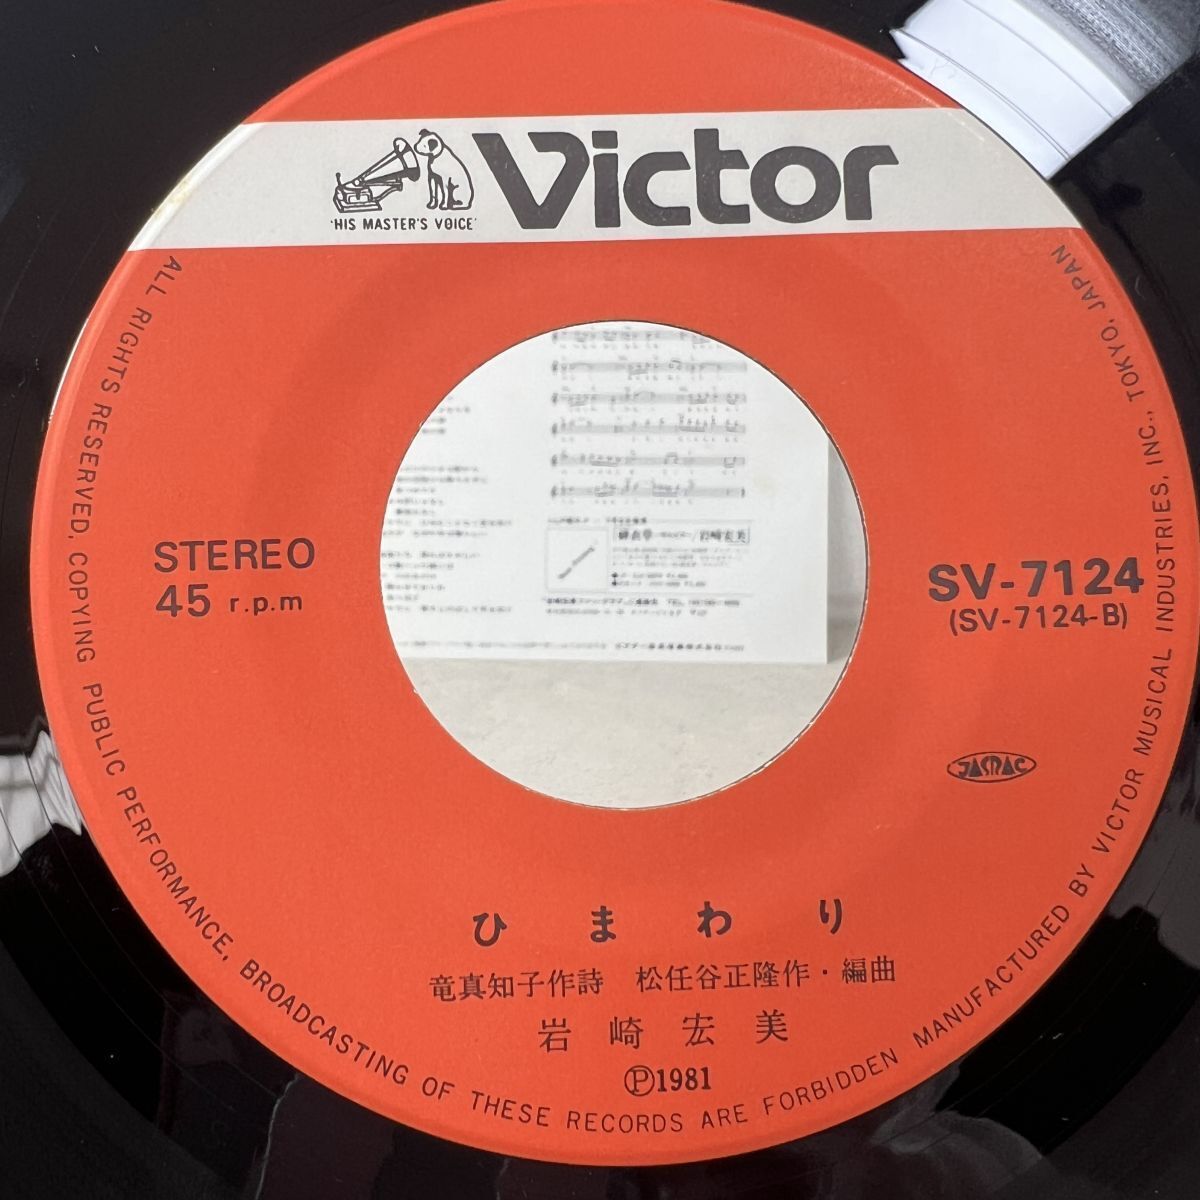 'HIS MASTER'S VOICE'
Victor
STEREO
45 r.p.m
SV-7124
(SV-7124-B)
JASRAC
ひまわり
竜真知子作詩 松任谷正隆作・編曲
岩崎宏美
Ⓟ1981
ALL RIGHTS RESERVED, COPYING PUBLIC PERFORMANCE, BROADCASTING OF THESE RECORDS ARE FORBIDDEN MANUFACTURED BY VICTOR MUSICAL INDUSTRIES, INC., TOKYO, JAPAN